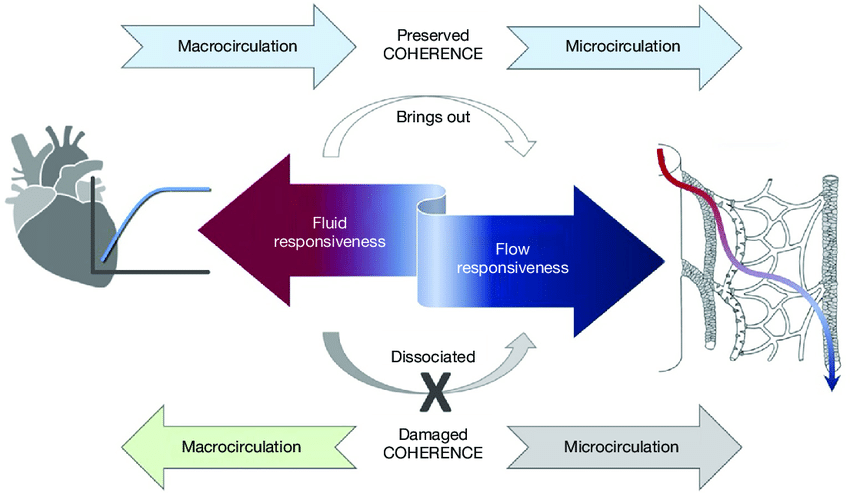 Macrocirculation
Preserved
COHERENCE
Microcirculation
Brings out
Fluid
responsiveness
Flow
responsiveness
Dissociated
X
Macrocirculation
Damaged
COHERENCE
Microcirculation